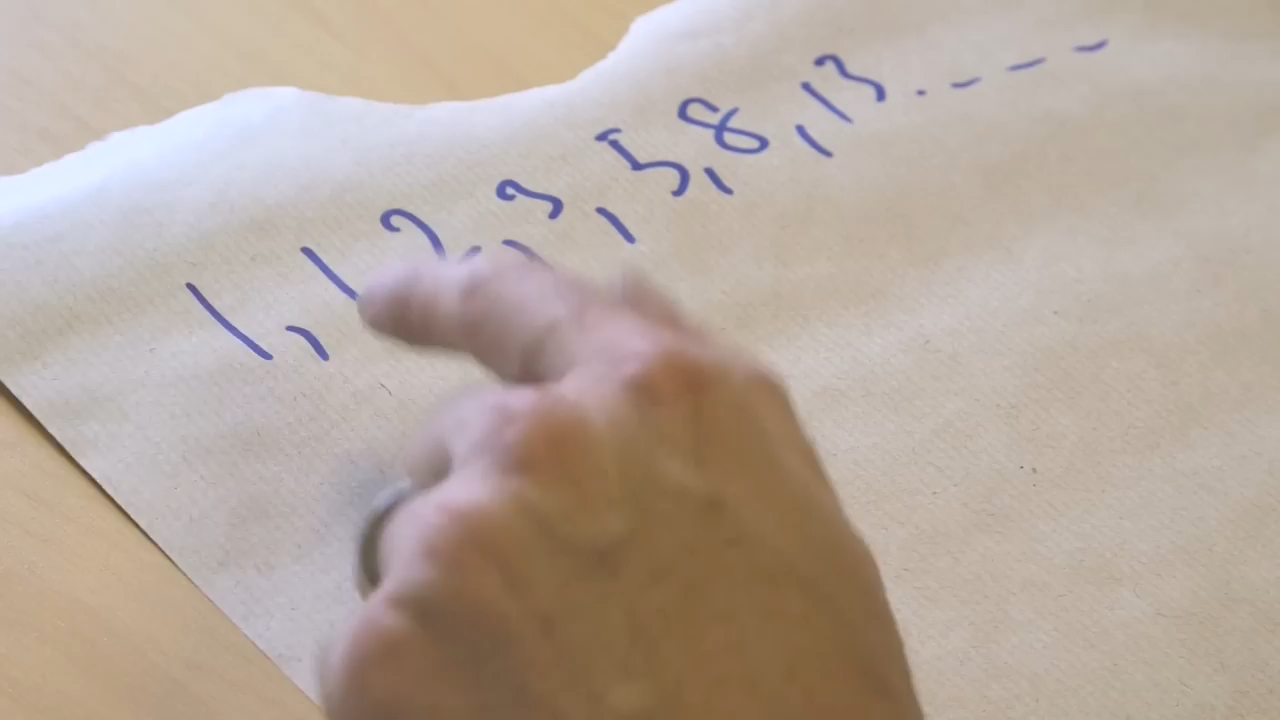 1, 1, 2, 3, 5, 8, 13 . - - -